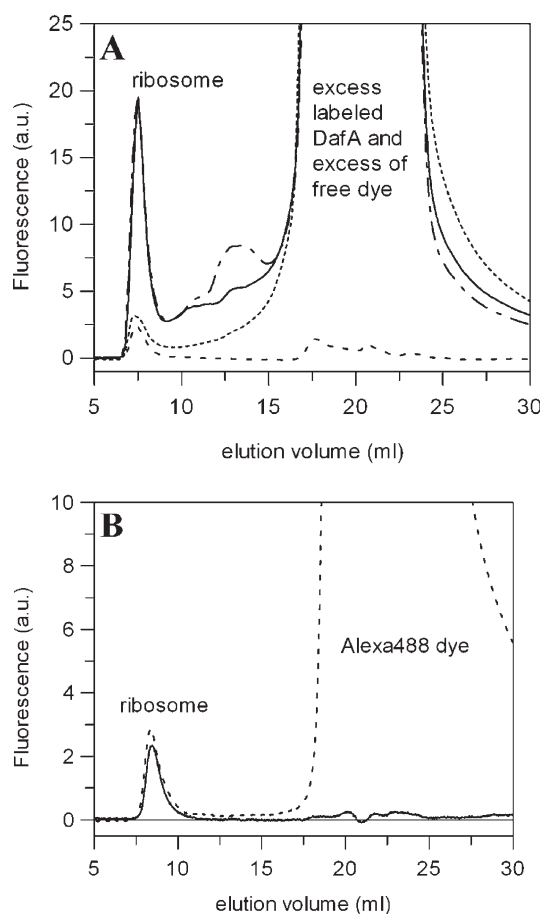 A
ribosome
excess
labeled
DafA and
excess of
free dye
Fluorescence (a.u.)
25
20
15
10
5
0
5 10 15 20 25 30
elution volume (ml)
B
ribosome
Alexa488 dye
Fluorescence (a.u.)
10
8
6
4
2
0
5 10 15 20 25 30
elution volume (ml)